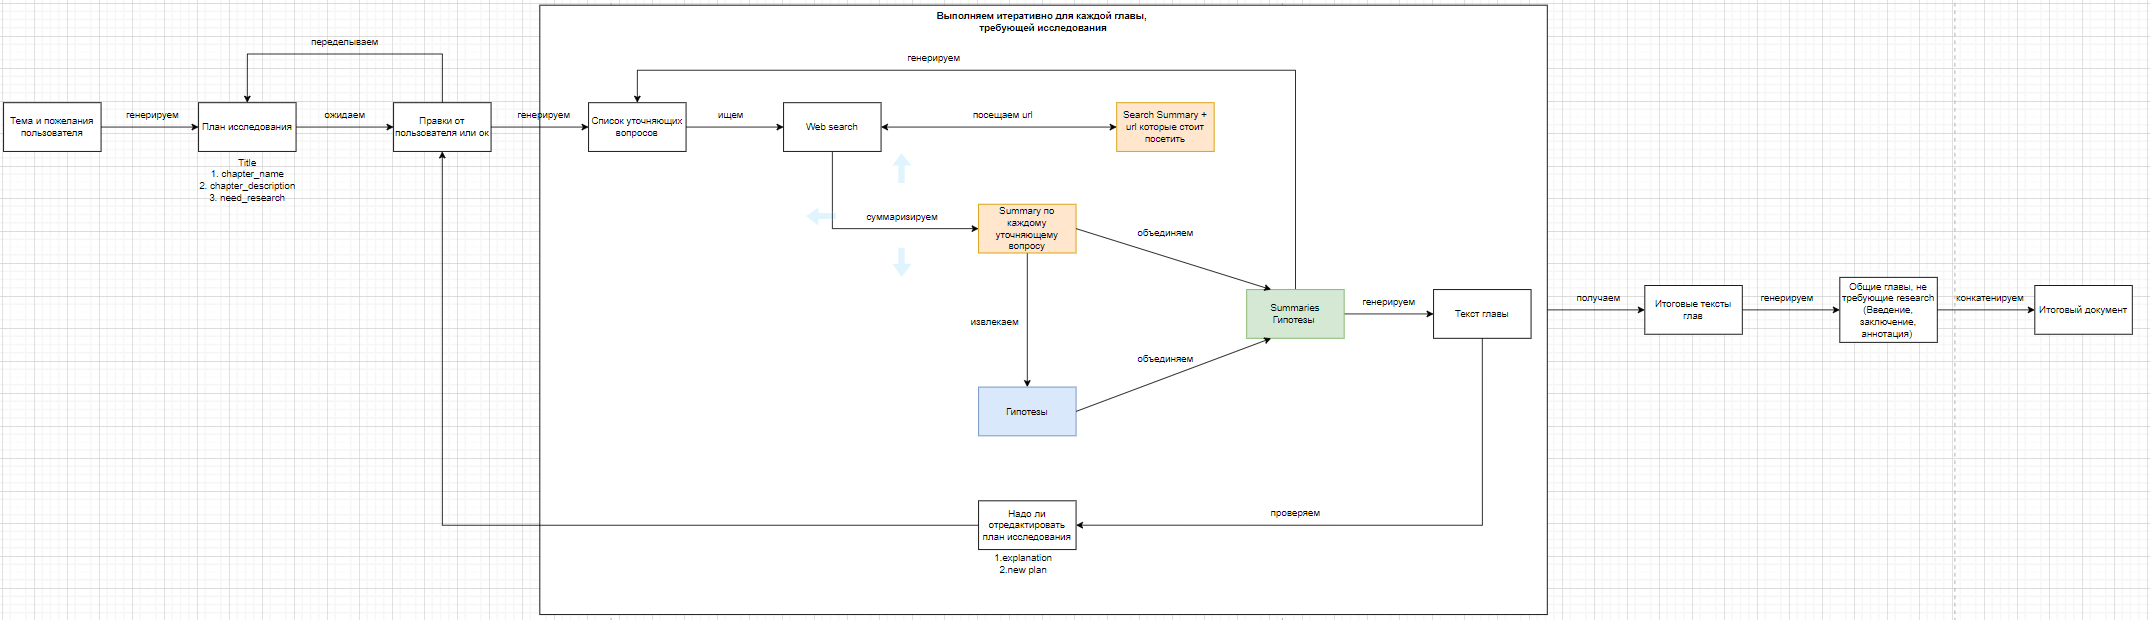 Выполняем итеративно для каждой главы,
требующей исследования
переделываем
генерируем
Тема и пожелания
пользователя
генерируем
План исследования
ожидаем
Правки от
пользователя или ок
генерируем
Список уточняющих
вопросов
ищем
Web search
посещаем url
Search Summary +
url которые стоит
посетить
Title
1. chapter_name
2. chapter_description
3. need_research
суммаризируем
Summary по
каждому
уточняющему
вопросу
объединяем
извлекаем
Summaries
Гипотезы
генерируем
Текст главы
объединяем
Гипотезы
получаем
Итоговые тексты
глав
генерируем
Общие главы, не
требующие research
(Введение,
заключение,
аннотация)
конкатенируем
Итоговый документ
Надо ли
отредактировать
план исследования
проверяем
1.explanation
2.new plan